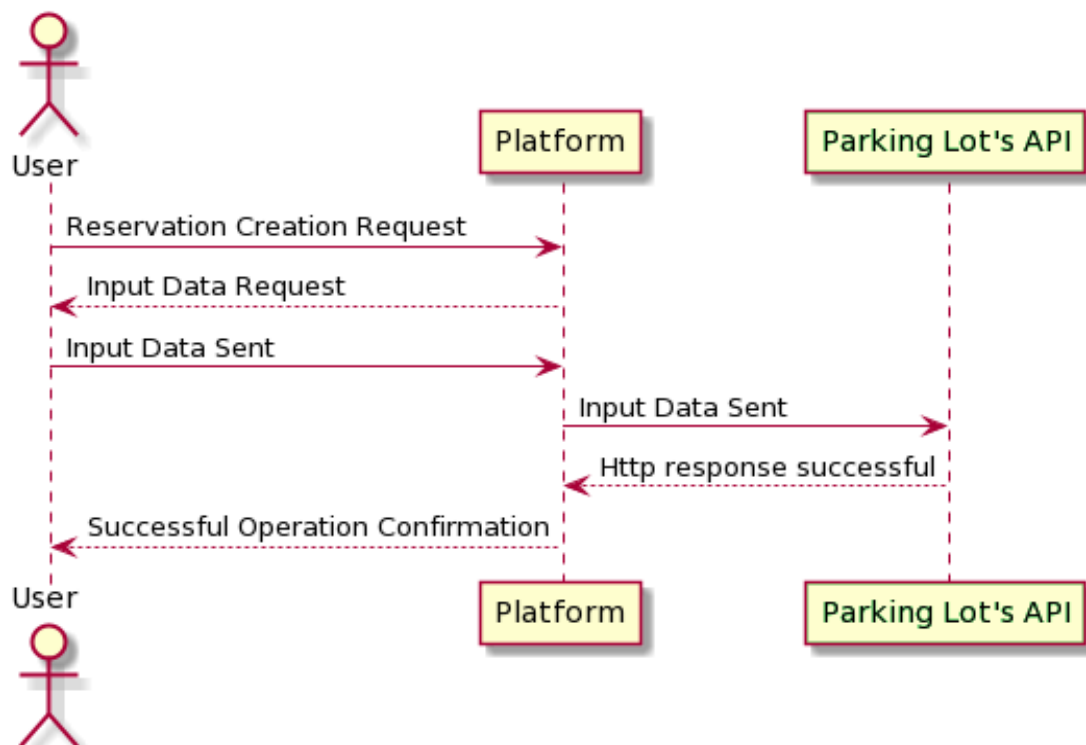 User
Platform
Parking Lot's API
Reservation Creation Request
Input Data Request
Input Data Sent
Input Data Sent
Http response successful
Successful Operation Confirmation
User
Platform
Parking Lot's API